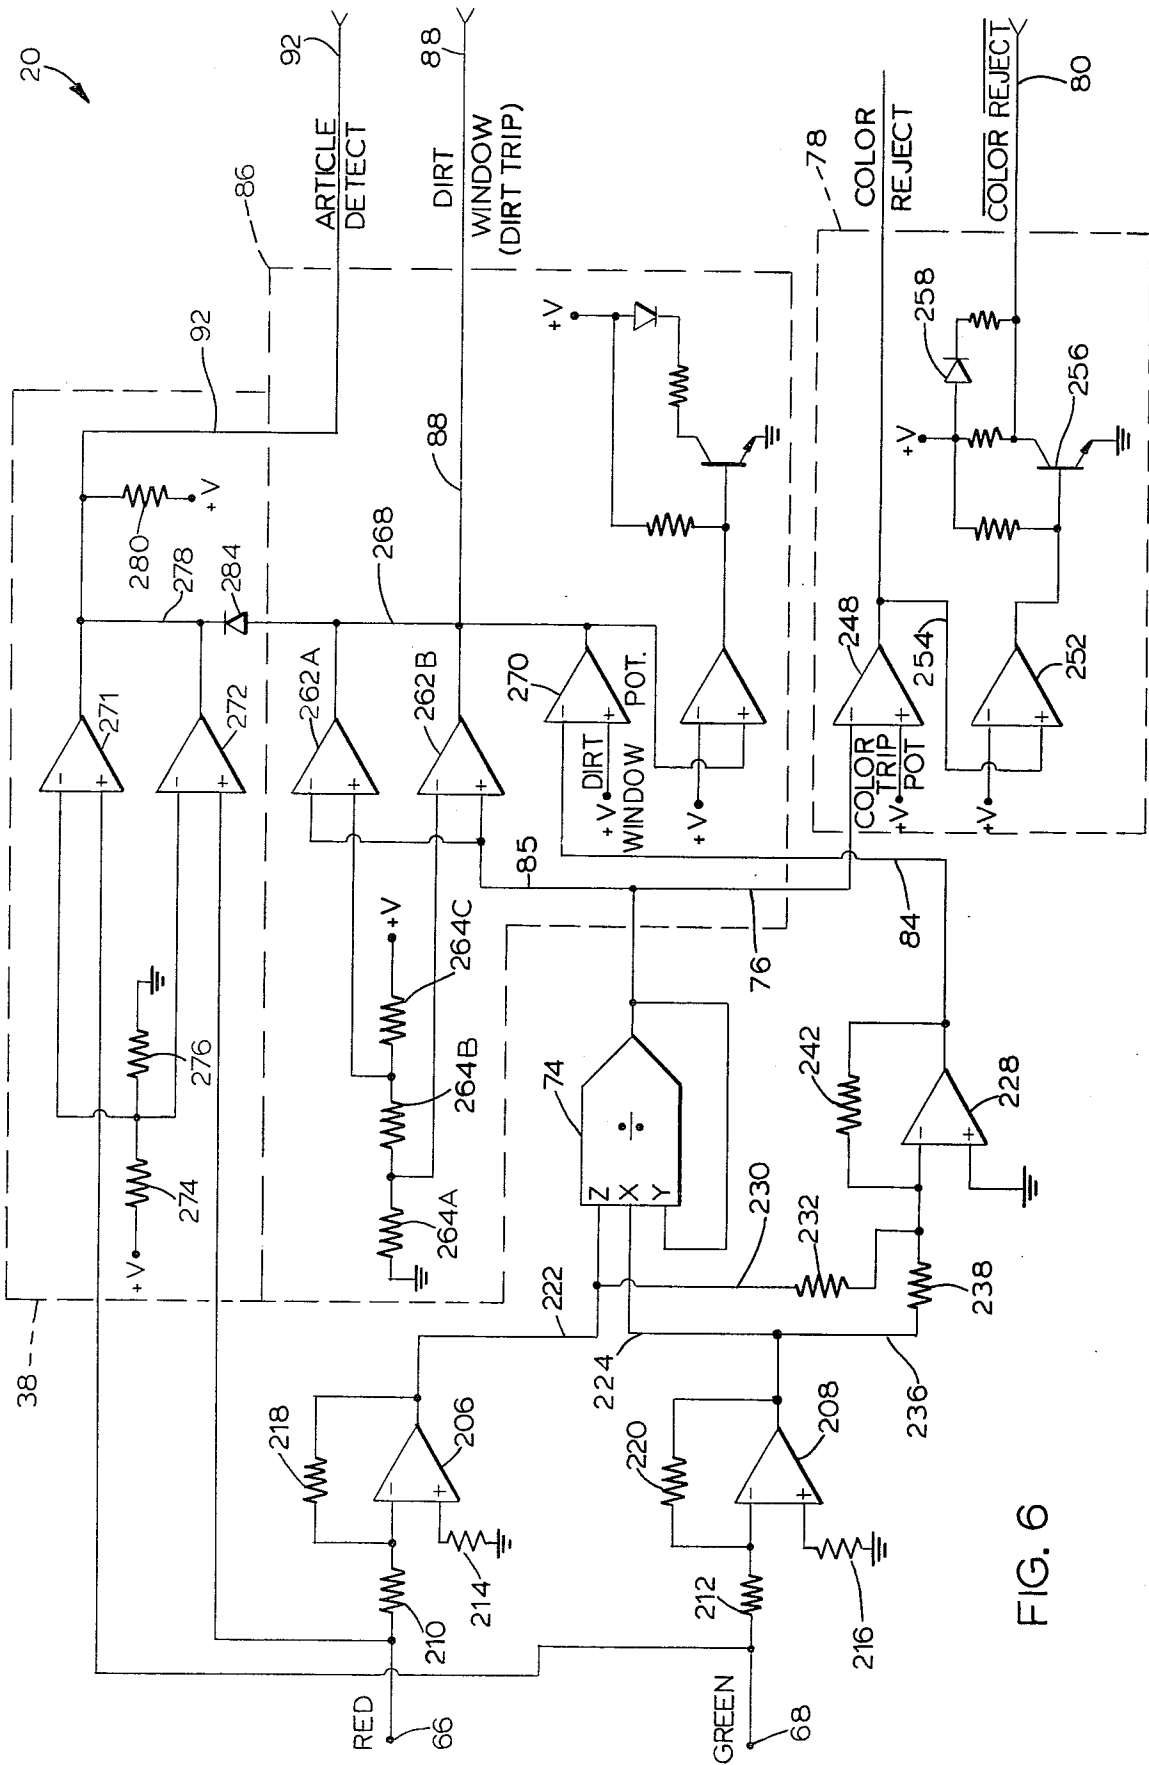 20
92
ARTICLE
DETECT
88
DIRT
WINDOW
(DIRT TRIP)
COLOR
REJECT
COLOR REJECT
80
86
78
92
88
+V
280
278
284
268
271
272
262A
262B
270
POT.
DIRT
WINDOW
+V
+V
+V
258
256
+V
248
254
252
COLOR
TRIP
POT
+V
+V
-
+
-
+
-
+
-
+
-
+
-
+
-
+
-
+
85
84
76
+V
264C
264B
264A
276
274
+V
74
÷
Z
X
Y
242
228
-
+
230
232
238
222
224
236
38
218
206
-
+
220
208
-
+
210
214
212
216
RED
66
GREEN
68
FIG. 6